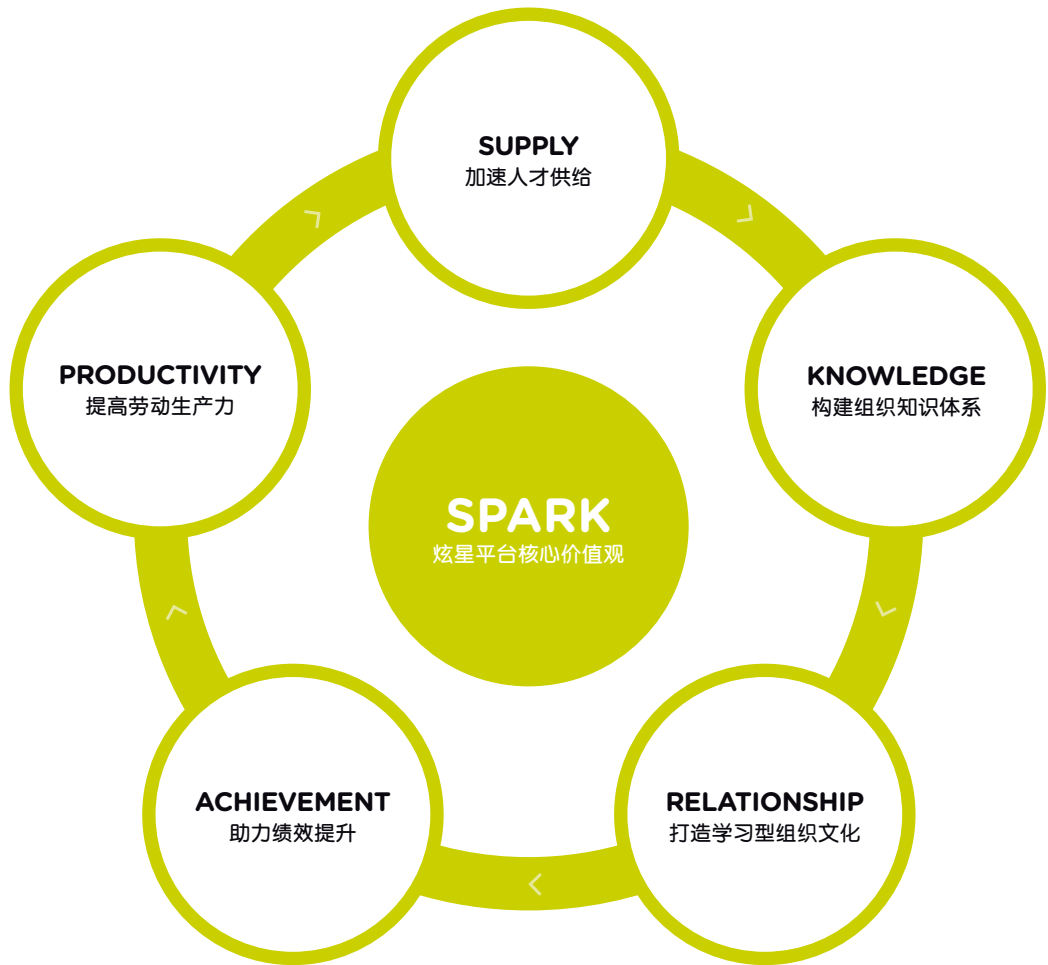 SUPPLY
加速人才供给
PRODUCTIVITY
提高劳动生产力
KNOWLEDGE
构建组织知识体系
SPARK
炫星平台核心价值观
ACHIEVEMENT
助力绩效提升
RELATIONSHIP
打造学习型组织文化